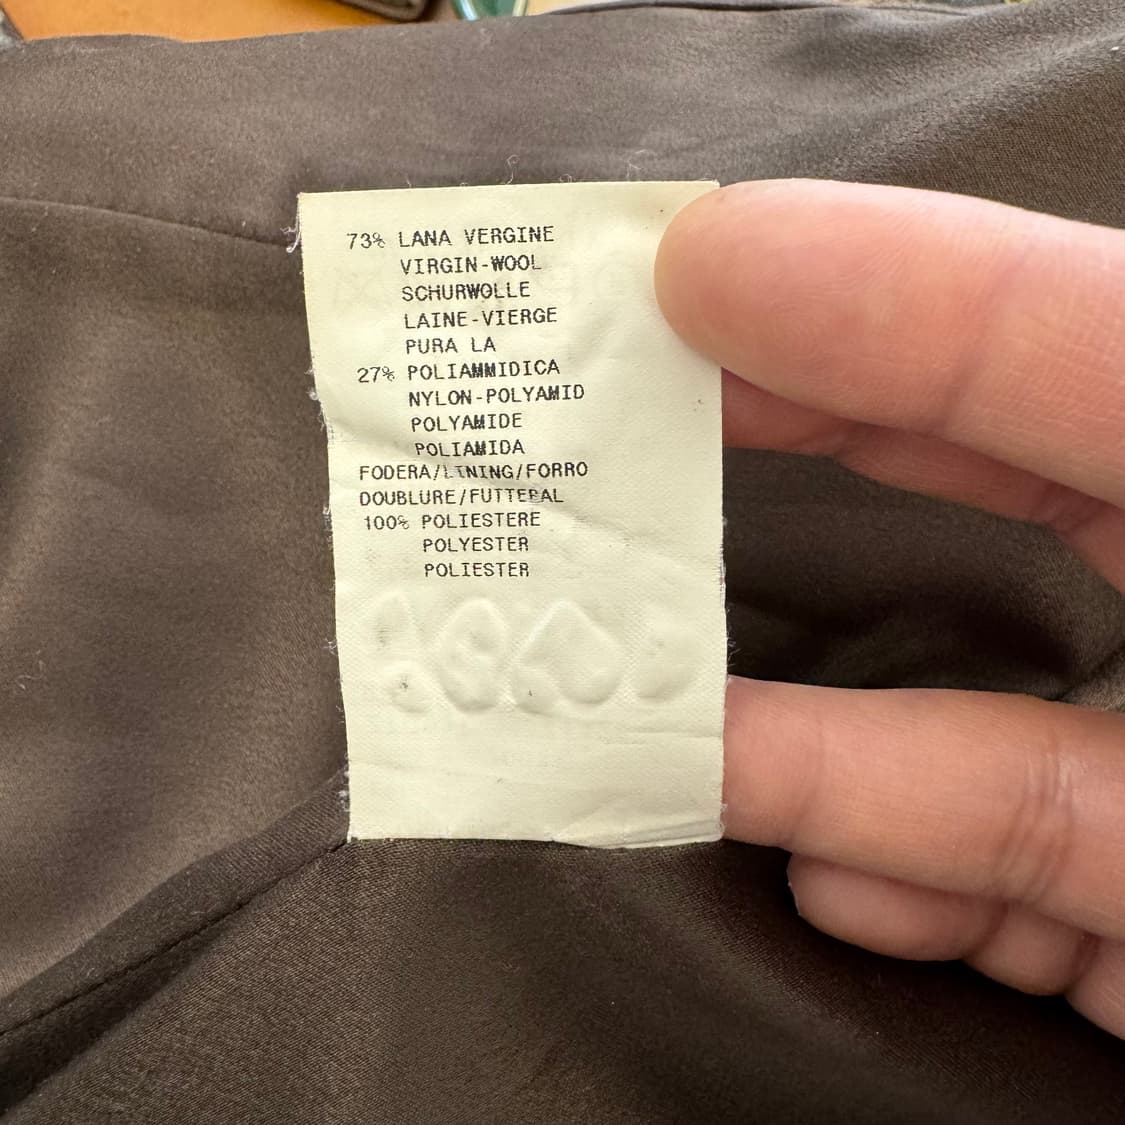 73% LANA VERGINE
VIRGIN-WOOL
SCHURWOLLE
LAINE-VIERGE
PURA LA
27% POLIAMMIDICA
NYLON-POLYAMID
POLYAMIDE
POLIAMIDA
FODERA/LINING/FORRO
DOUBLURE/FUTTERAL
100% POLIESTERE
POLYESTER
POLIESTER